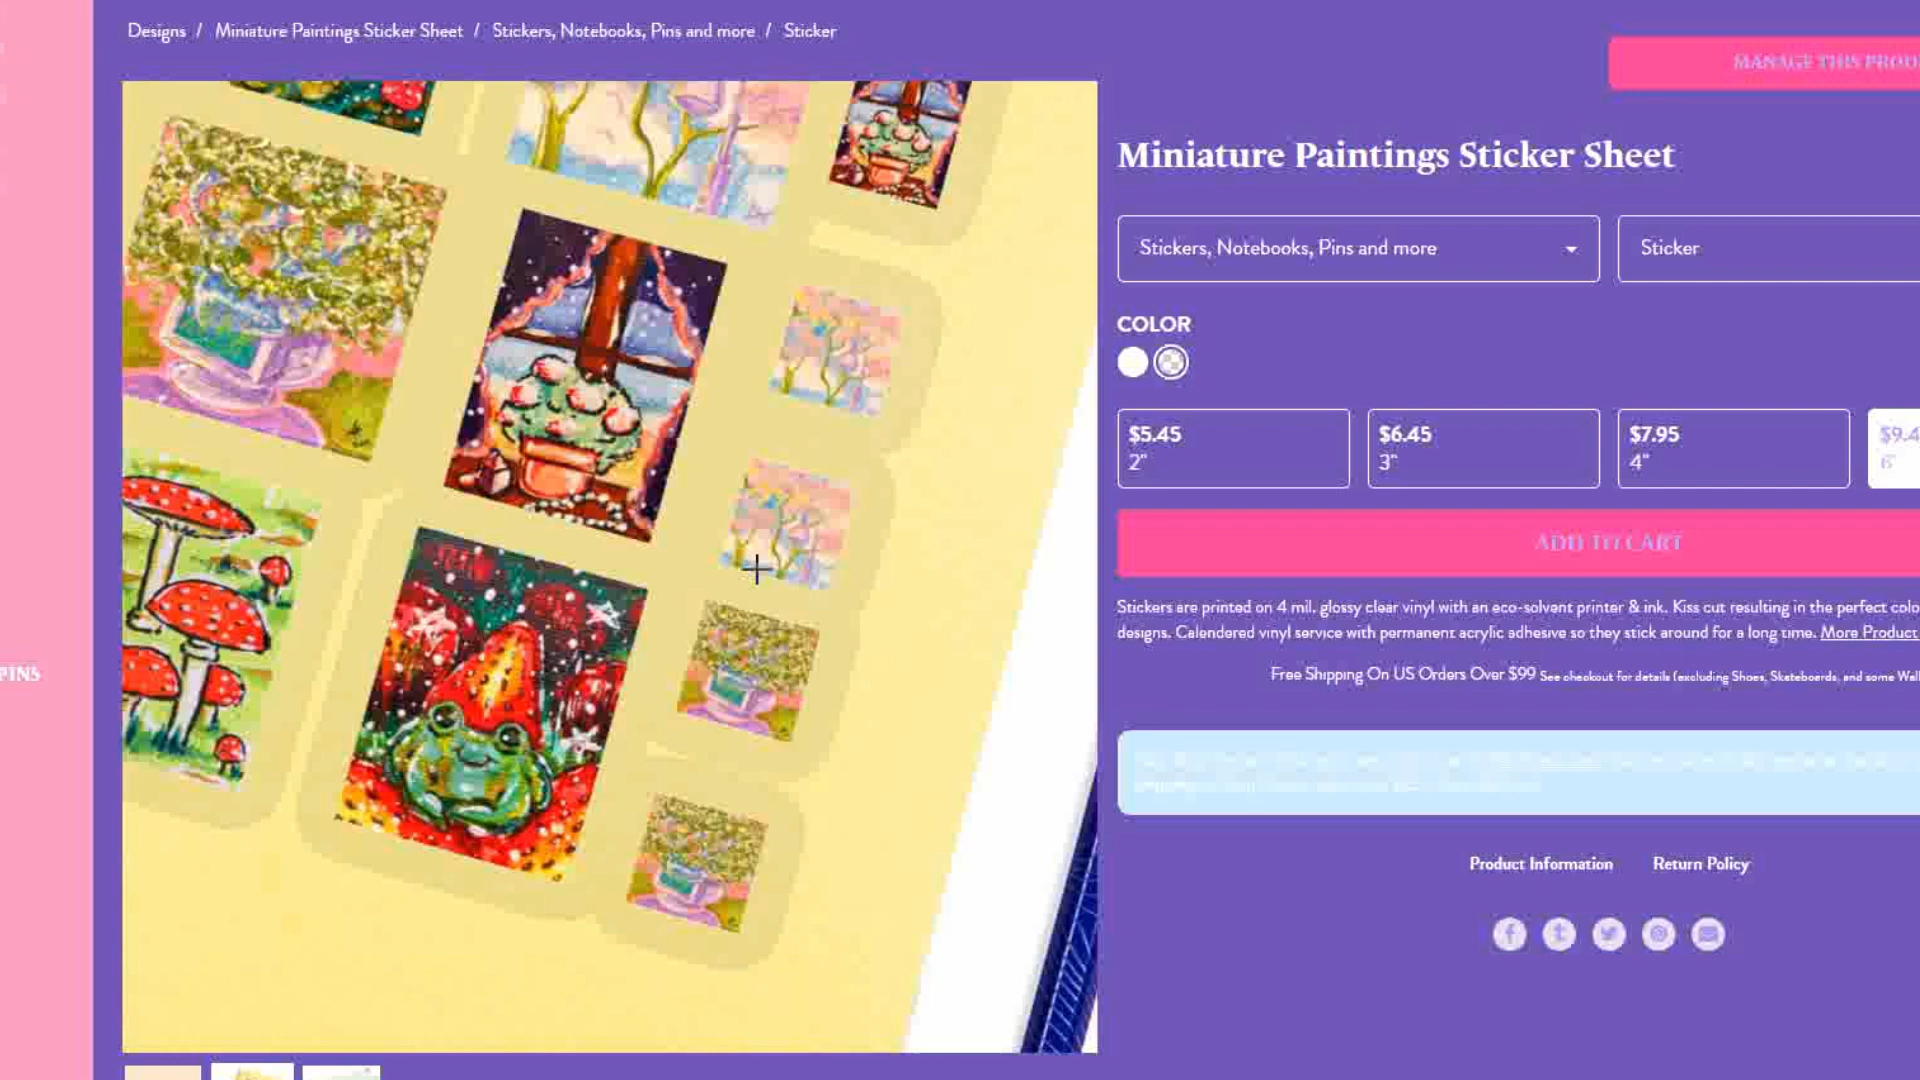 Designs / Miniature Paintings Sticker Sheet / Stickers, Notebooks, Pins and more / Sticker
MANAGE THIS
Miniature Paintings Sticker Sheet
Stickers, Notebooks, Pins and more
Sticker
COLOR
$5.45
2"
$6.45
3"
$7.95
4"
6"
ADD TO CART
Stickers are printed on 4 mil. glossy clear vinyl with an eco-solvent printer & ink. Kiss cut resulting in the perfect
designs. Calendered vinyl service with permanent acrylic adhesive so they stick around for a long time. More Product
PINS
Free Shipping On US Orders Over $99 See checkout for details (excluding Shoes, Skateboards, and some
Product Information
Return Policy